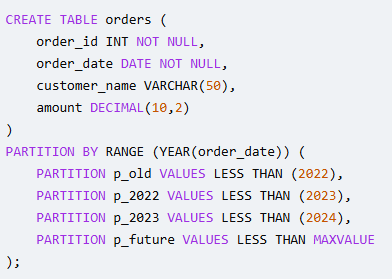 CREATE TABLE orders (
    order_id INT NOT NULL,
    order_date DATE NOT NULL,
    customer_name VARCHAR(50),
    amount DECIMAL(10,2)
)
PARTITION BY RANGE (YEAR(order_date)) (
    PARTITION p_old VALUES LESS THAN (2022),
    PARTITION p_2022 VALUES LESS THAN (2023),
    PARTITION p_2023 VALUES LESS THAN (2024),
    PARTITION p_future VALUES LESS THAN MAXVALUE
);